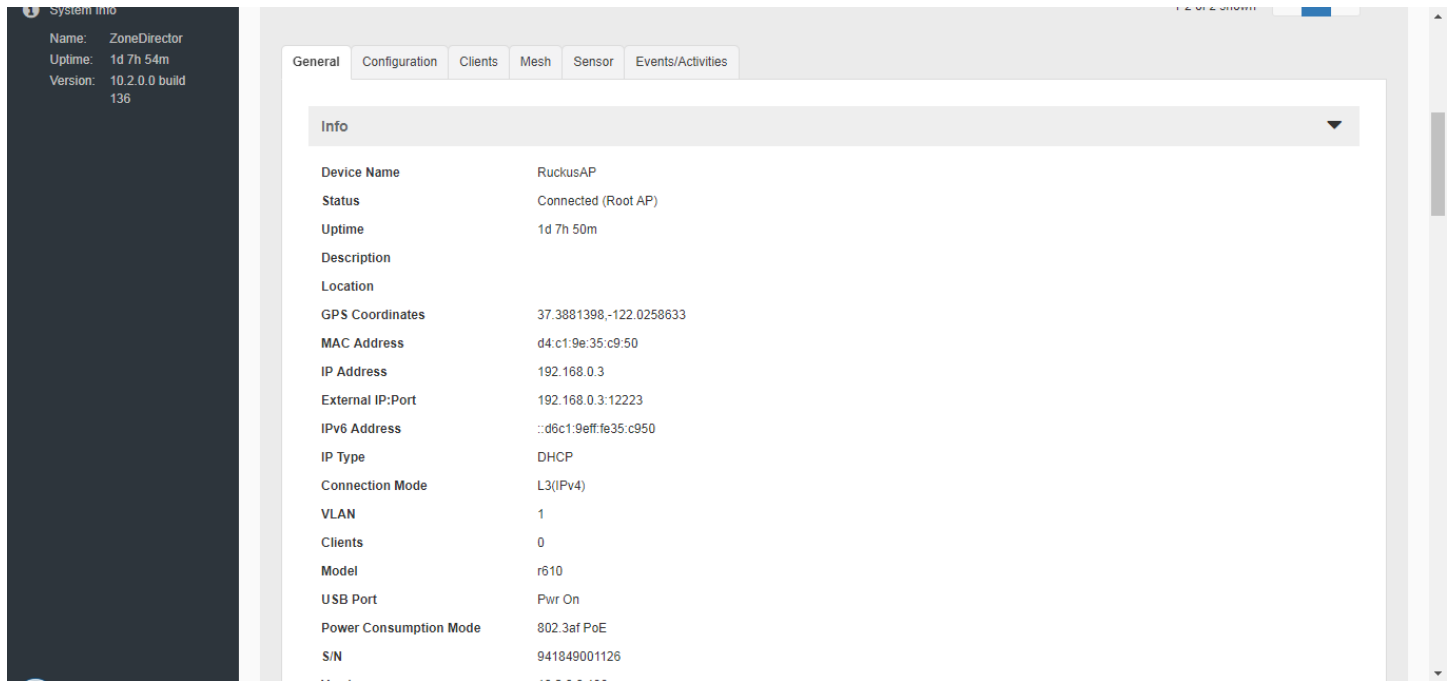 System Info
Name: ZoneDirector
Uptime: 1d 7h 54m
Version: 10.2.0.0 build
136
General Configuration Clients Mesh Sensor Events/Activities
Info
Device Name RuckusAP
Status Connected (Root AP)
Uptime 1d 7h 50m
Description
Location
GPS Coordinates 37.3881398,-122.0258633
MAC Address d4:c1:9e:35:c9:50
IP Address 192.168.0.3
External IP:Port 192.168.0.3:12223
IPv6 Address ::d6c1:9eff:fe35:c950
IP Type DHCP
Connection Mode L3(IPv4)
VLAN 1
Clients 0
Model r610
USB Port Pwr On
Power Consumption Mode 802.3af PoE
S/N 941849001126